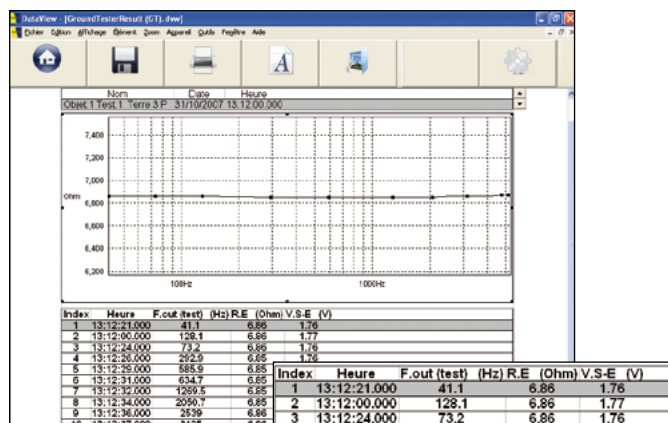 DataView - [GroundTesterResult (GT).dvw]
Fichier Edition Affichage Elément Zoom Appareil Outils Fenêtre Aide
A
Nom Date Heure
Objet 1 Test 1 Terre 3 P 31/10/2007 13:12:00.000
7,400
7,200
7,000
Ohm
6,800
6,600
6,400
6,200
100Hz 1000Hz
Index Heure F.out (test) (Hz) R.E (Ohm) V.S-E (V)
1 13:12:21.000 41.1 6.86 1.76
2 13:12:00.000 128.1 6.86 1.77
3 13:12:24.000 73.2 6.86 1.76
4 13:12:26.000 292.9 6.85 1.76
5 13:12:29.000 585.9 6.85
6 13:12:31.000 634.7 6.85
7 13:12:32.000 1269.5 6.85
8 13:12:34.000 2050.7 6.85
9 13:12:36.000 2539 6.86
Index Heure F.out (test) (Hz) R.E (Ohm) V.S-E (V)
1 13:12:21.000 41.1 6.86 1.76
2 13:12:00.000 128.1 6.86 1.77
3 13:12:24.000 73.2 6.86 1.76